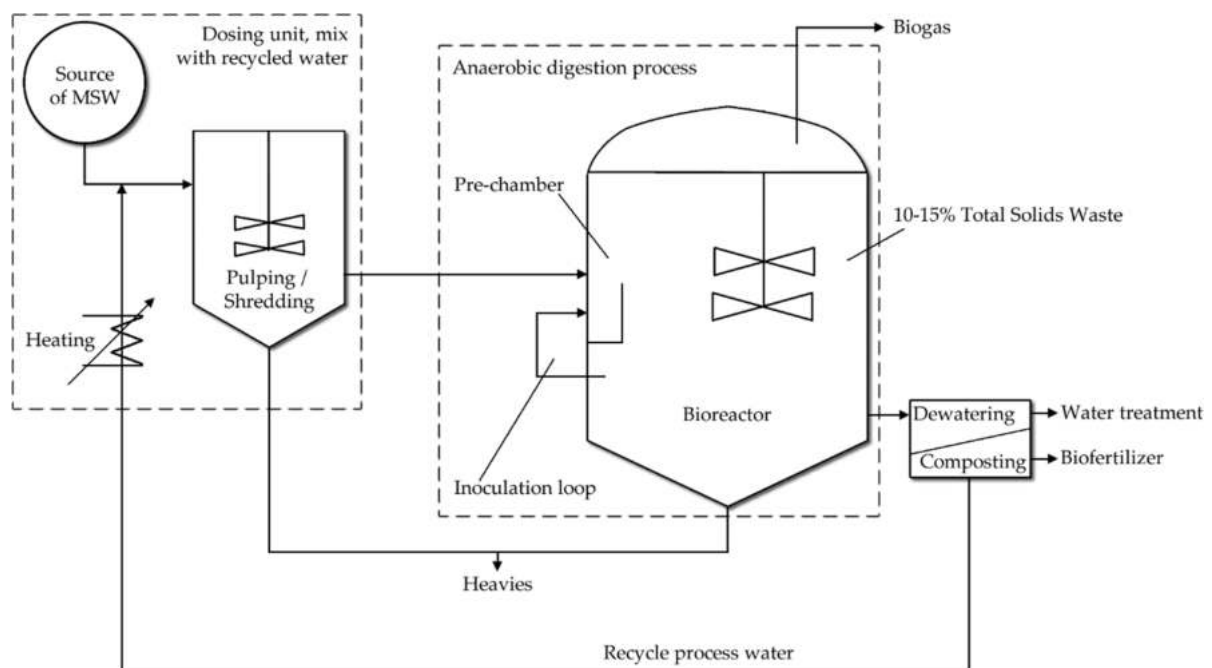 Dosing unit, mix
with recycled water
Source
of MSW
Pulping /
Shredding
Heating
Biogas
Anaerobic digestion process
Pre-chamber
10-15% Total Solids Waste
Bioreactor
Inoculation loop
Dewatering
Composting
Water treatment
Biofertilizer
Heavies
Recycle process water